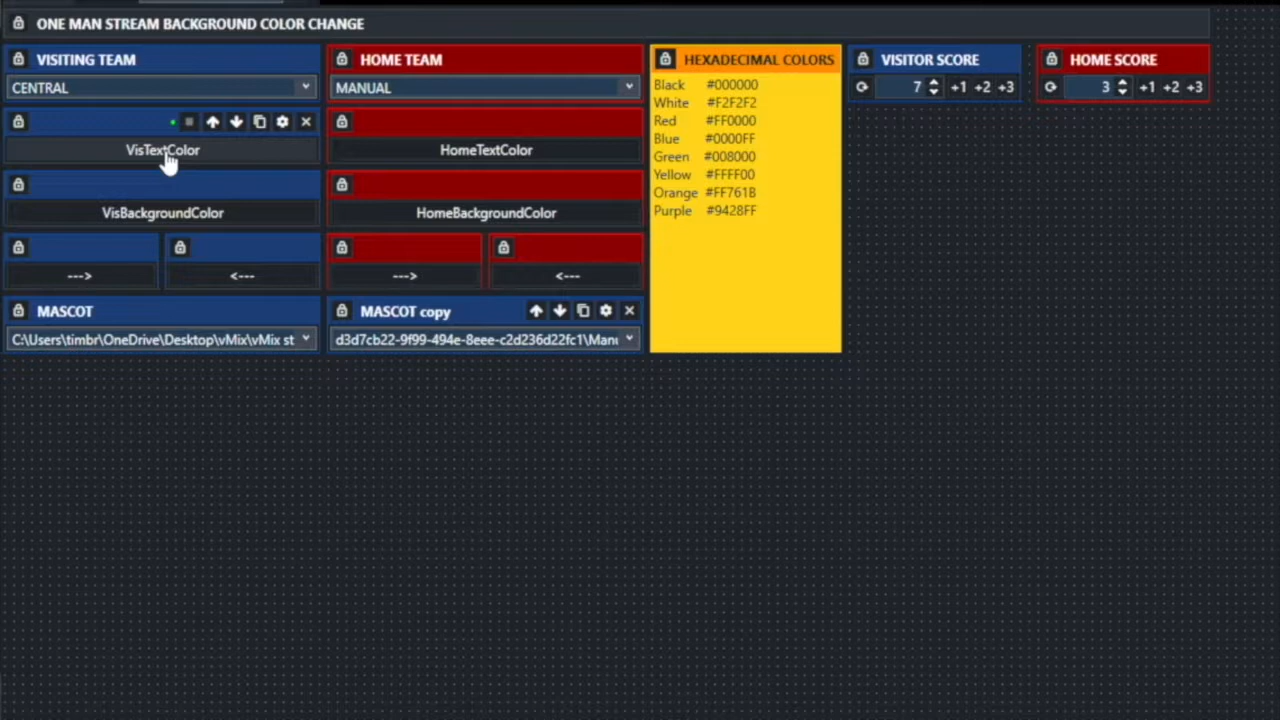 ONE MAN STREAM BACKGROUND COLOR CHANGE
VISITING TEAM
CENTRAL
VisTextColor
VisBackgroundColor
--->
<---
MASCOT
C:\Users\timbr\OneDrive\Desktop\vMix\vMix st
HOME TEAM
MANUAL
HomeTextColor
HomeBackgroundColor
--->
<---
MASCOT copy
d3d7cb22-9f99-494e-8eee-c2d236d22fc1\Manu
HEXADECIMAL COLORS
Black #000000
White #F2F2F2
Red #FF0000
Blue #0000FF
Green #008000
Yellow #FFFF00
Orange #FF761B
Purple #9428FF
VISITOR SCORE
7 +1 +2 +3
HOME SCORE
3 +1 +2 +3